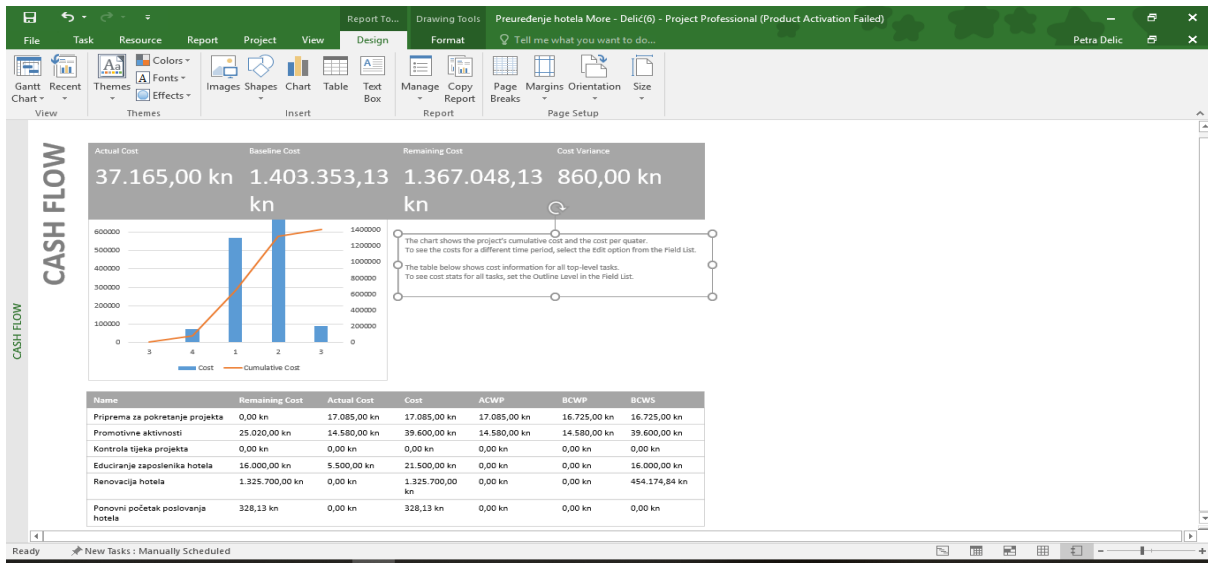 Report To...
Drawing Tools
Preuređenje hotela More - Delić(6) - Project Professional (Product Activation Failed)
File
Task
Resource
Report
Project
View
Design
Format
Tell me what you want to do...
Petra Delic
Gantt Chart
Recent
View
Aa
Themes
Colors
A Fonts
Effects
Themes
Images
Shapes
Chart
Table
Text Box
Insert
Manage
Copy Report
Report
Page Breaks
Margins
Orientation
Size
Page Setup
CASH FLOW
CASH FLOW
Actual Cost Baseline Cost Remaining Cost Cost Variance
37.165,00 kn 1.403.353,13 kn 1.367.048,13 kn 860,00 kn
600000
500000
400000
300000
200000
100000
0
1400000
1200000
1000000
800000
600000
400000
200000
0
3 4 1 2 3
Cost Cumulative Cost
The chart shows the project's cumulative cost and the cost per quater.
To see the costs for a different time period, select the Edit option from the Field List.
The table below shows cost information for all top-level tasks.
To see cost stats for all tasks, set the Outline Level in the Field List.
Name Remaining Cost Actual Cost Cost ACWP BCWP BCWS
Priprema za pokretanje projekta 0,00 kn 17.085,00 kn 17.085,00 kn 17.085,00 kn 16.725,00 kn 16.725,00 kn
Promotivne aktivnosti 25.020,00 kn 14.580,00 kn 39.600,00 kn 14.580,00 kn 14.580,00 kn 39.600,00 kn
Kontrola tijeka projekta 0,00 kn 0,00 kn 0,00 kn 0,00 kn 0,00 kn 0,00 kn
Educiranje zaposlenika hotela 16.000,00 kn 5.500,00 kn 21.500,00 kn 0,00 kn 0,00 kn 16.000,00 kn
Renovacija hotela 1.325.700,00 kn 0,00 kn 1.325.700,00 kn 0,00 kn 0,00 kn 454.174,84 kn
Ponovni početak poslovanja hotela 328,13 kn 0,00 kn 328,13 kn 0,00 kn 0,00 kn 0,00 kn
Ready
New Tasks : Manually Scheduled